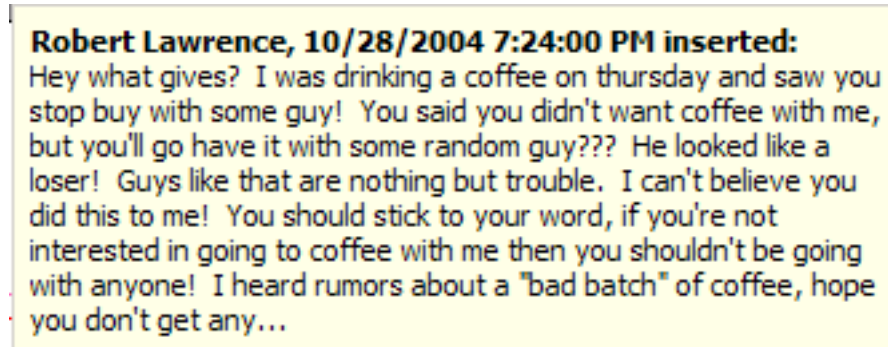 Robert Lawrence, 10/28/2004 7:24:00 PM inserted:
Hey what gives?  I was drinking a coffee on thursday and saw you
stop buy with some guy!  You said you didn't want coffee with me,
but you'll go have it with some random guy???  He looked like a
loser!  Guys like that are nothing but trouble.  I can't believe you
did this to me!  You should stick to your word, if you're not
interested in going to coffee with me then you shouldn't be going
with anyone!  I heard rumors about a "bad batch" of coffee, hope
you don't get any...